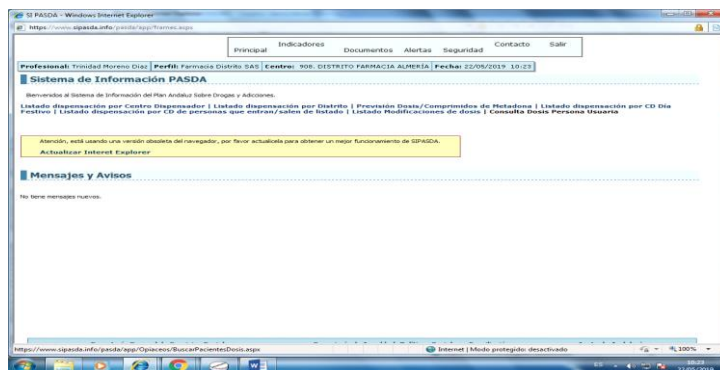 SI PASDA - Windows Internet Explorer
https://www.sipasda.info/pasda/app/frames.aspx
Principal Indicadores Documentos Alertas Seguridad Contacto Salir
Profesional: Trinidad Moreno Diaz Perfil: Farmacia Distrito SAS Centro: 908. DISTRITO FARMACIA ALMERÍA Fecha: 22/05/2019 10:23
Sistema de Información PASDA
Bienvenidos al Sistema de Información del Plan Andaluz Sobre Drogas y Adicciones.
Listado dispensación por Centro Dispensador | Listado dispensación por Distrito | Previsión Dosis/Comprimidos de Metadona | Listado dispensación por CD Día
Festivo | Listado dispensación por CD de personas que entran/salen de listado | Listado Modificaciones de dosis | Consulta Dosis Persona Usuaria
Atención, está usando una versión obsoleta del navegador, por favor actualicela para obtener un mejor funcionamiento de SIPASDA.
Actualizar Interet Explorer
Mensajes y Avisos
No tiene mensajes nuevos.
https://www.sipasda.info/pasda/app/Opiaceos/BuscarPacientesDosis.aspx Internet | Modo protegido: desactivado 100%
ES 10:23
22/05/2019